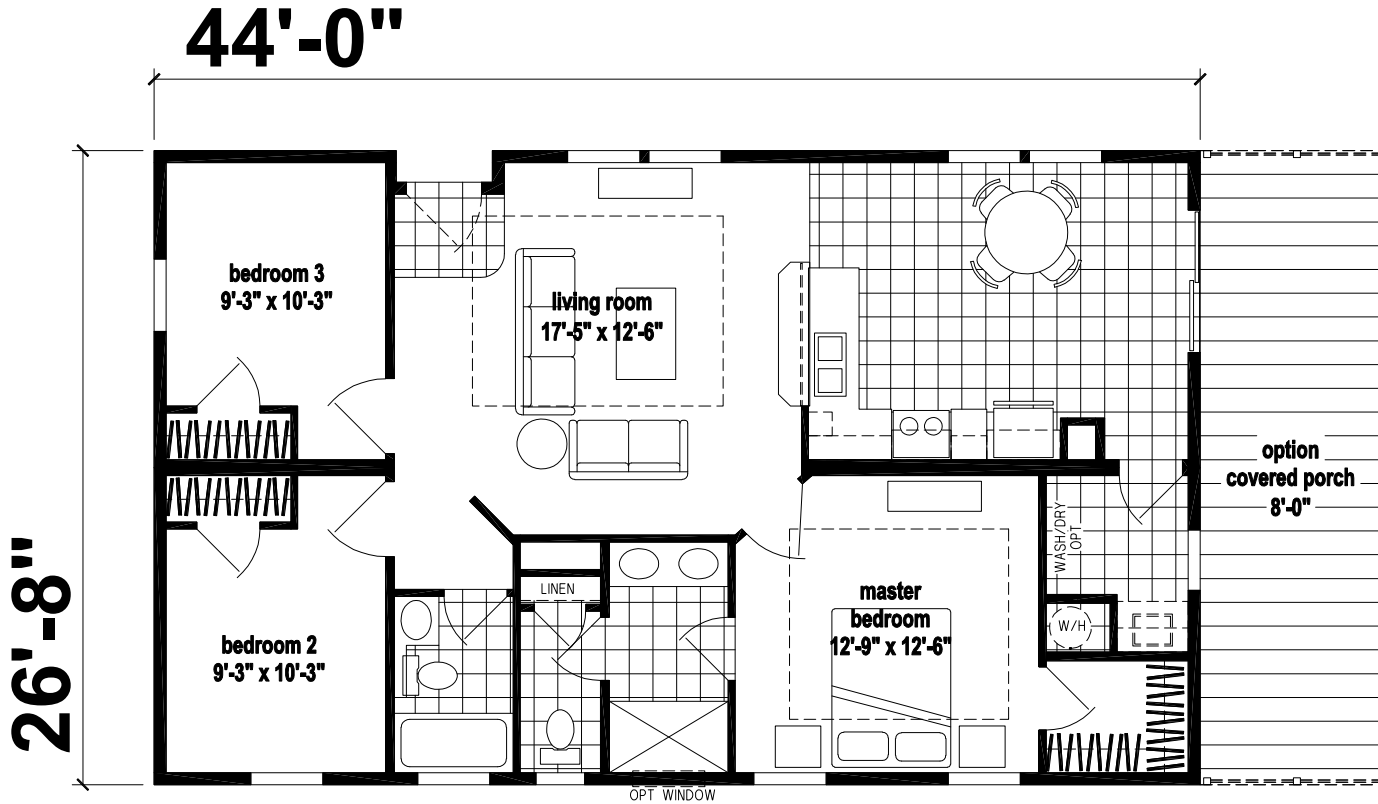 44'-0"
26'-8"
bedroom 3
9'-3" x 10'-3"
living room
17'-5" x 12'-6"
option
covered porch
8'-0"
WASH/DRY
OPT
LINEN
master
bedroom
12'-9" x 12'-6"
W/H
bedroom 2
9'-3" x 10'-3"
OPT WINDOW